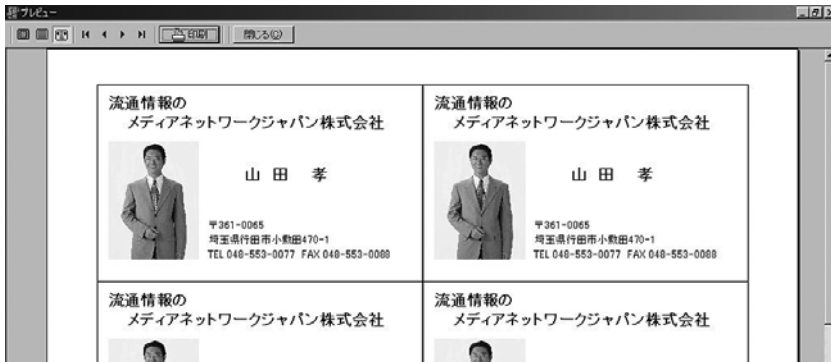 プレビュー
印刷 閉じる(C)
流通情報の
メディアネットワークジャパン株式会社
山田 孝
〒361-0065
埼玉県行田市小敷田470-1
TEL 048-553-0077 FAX 048-553-0088
流通情報の
メディアネットワークジャパン株式会社
山田 孝
〒361-0065
埼玉県行田市小敷田470-1
TEL 048-553-0077 FAX 048-553-0088
流通情報の
メディアネットワークジャパン株式会社
流通情報の
メディアネットワークジャパン株式会社